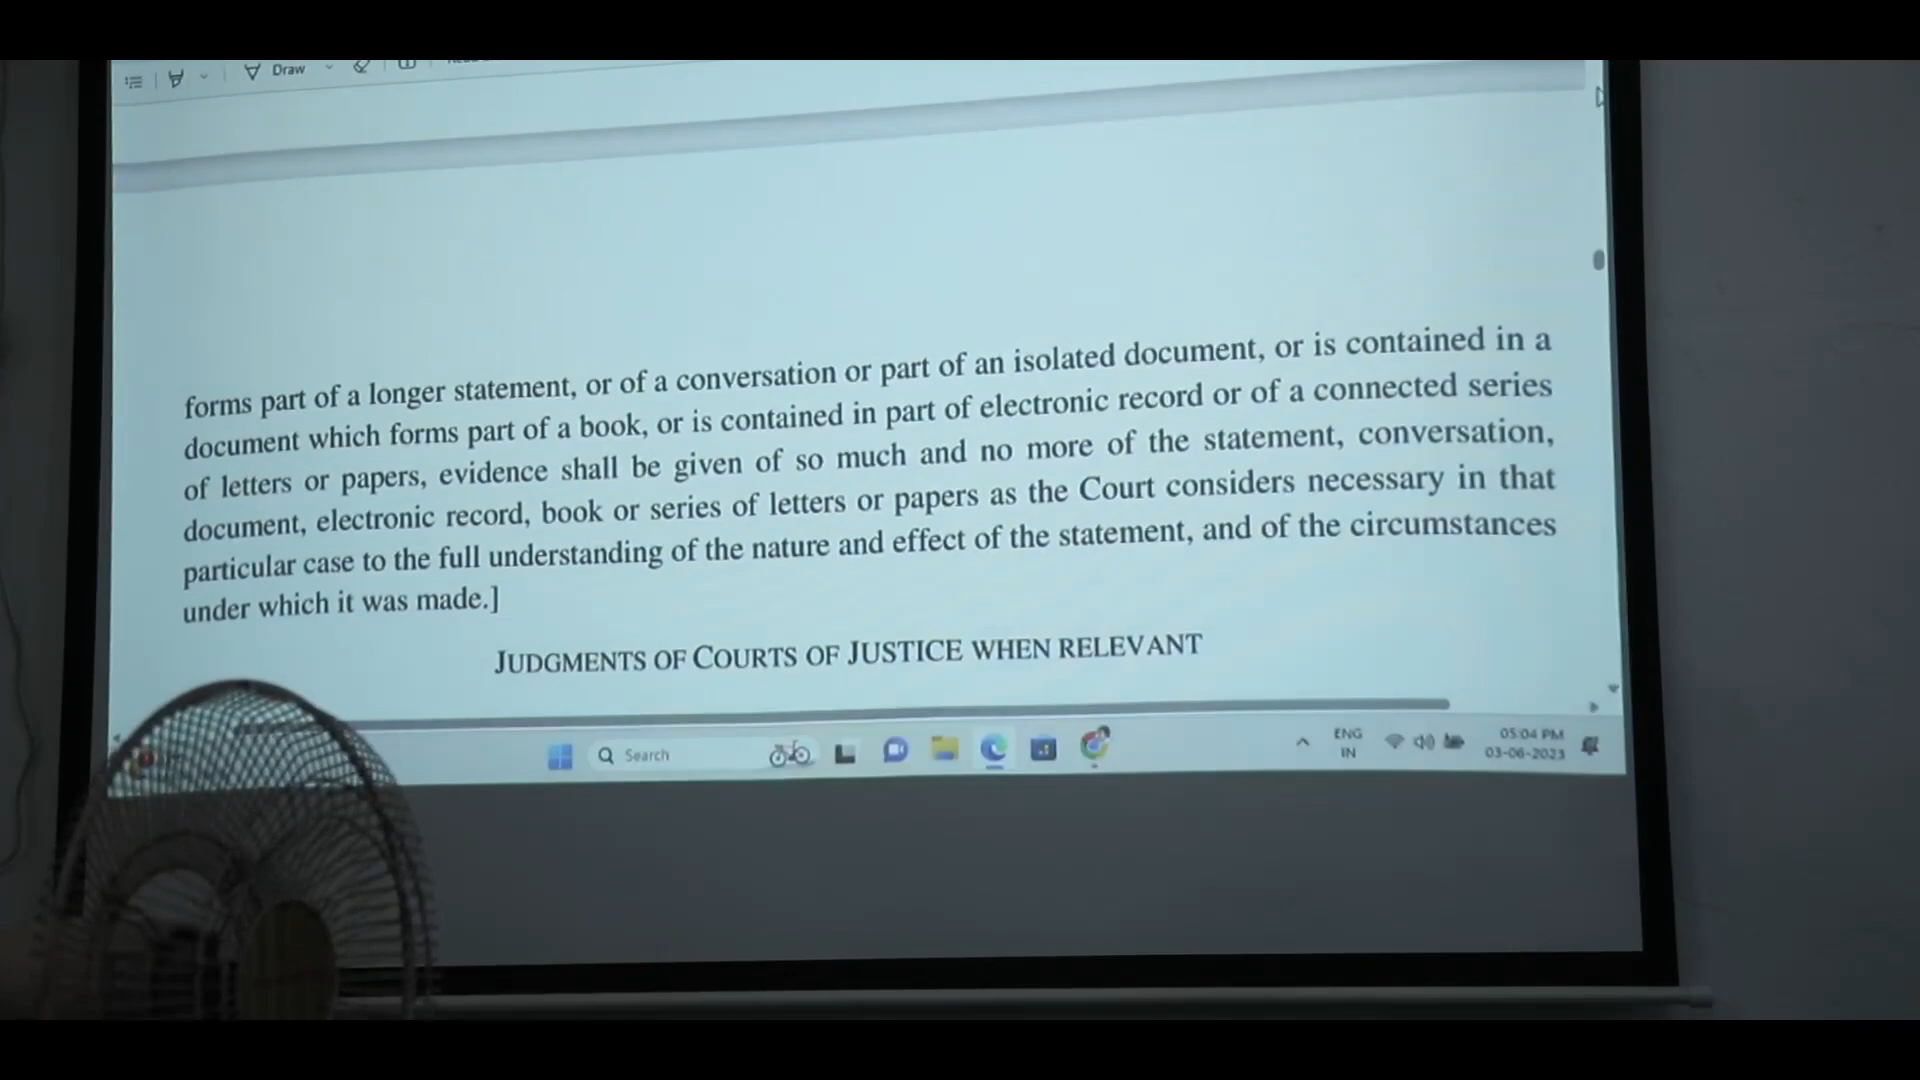 Draw
forms part of a longer statement, or of a conversation or part of an isolated document, or is contained in a
document which forms part of a book, or is contained in part of electronic record or of a connected series
of letters or papers, evidence shall be given of so much and no more of the statement, conversation,
document, electronic record, book or series of letters or papers as the Court considers necessary in that
particular case to the full understanding of the nature and effect of the statement, and of the circumstances
under which it was made.]
JUDGMENTS OF COURTS OF JUSTICE WHEN RELEVANT
Search
ENG
IN
05:04 PM
03-06-2023